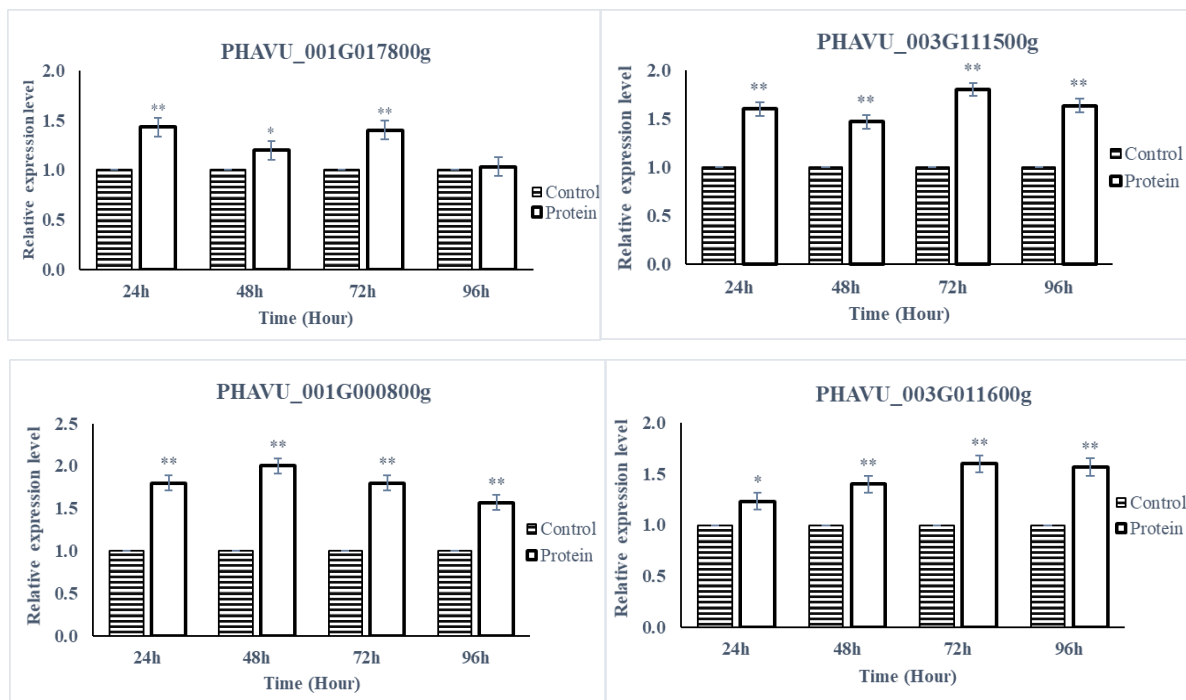 PHAVU_001G017800g
Relative expression level
2.0
1.5
1.0
0.5
0.0
**
*
**
24h 48h 72h 96h
Time (Hour)
Control
Protein
PHAVU_003G111500g
Relative expression level
2.0
1.5
1.0
0.5
0.0
**
**
**
**
24h 48h 72h 96h
Time (Hour)
Control
Protein
PHAVU_001G000800g
Relative expression level
2.5
2.0
1.5
1.0
0.5
0.0
**
**
**
**
24h 48h 72h 96h
Time (Hour)
Control
Protein
PHAVU_003G011600g
Relative expression level
2.0
1.5
1.0
0.5
0.0
*
**
**
**
24h 48h 72h 96h
Time (Hour)
Control
Protein